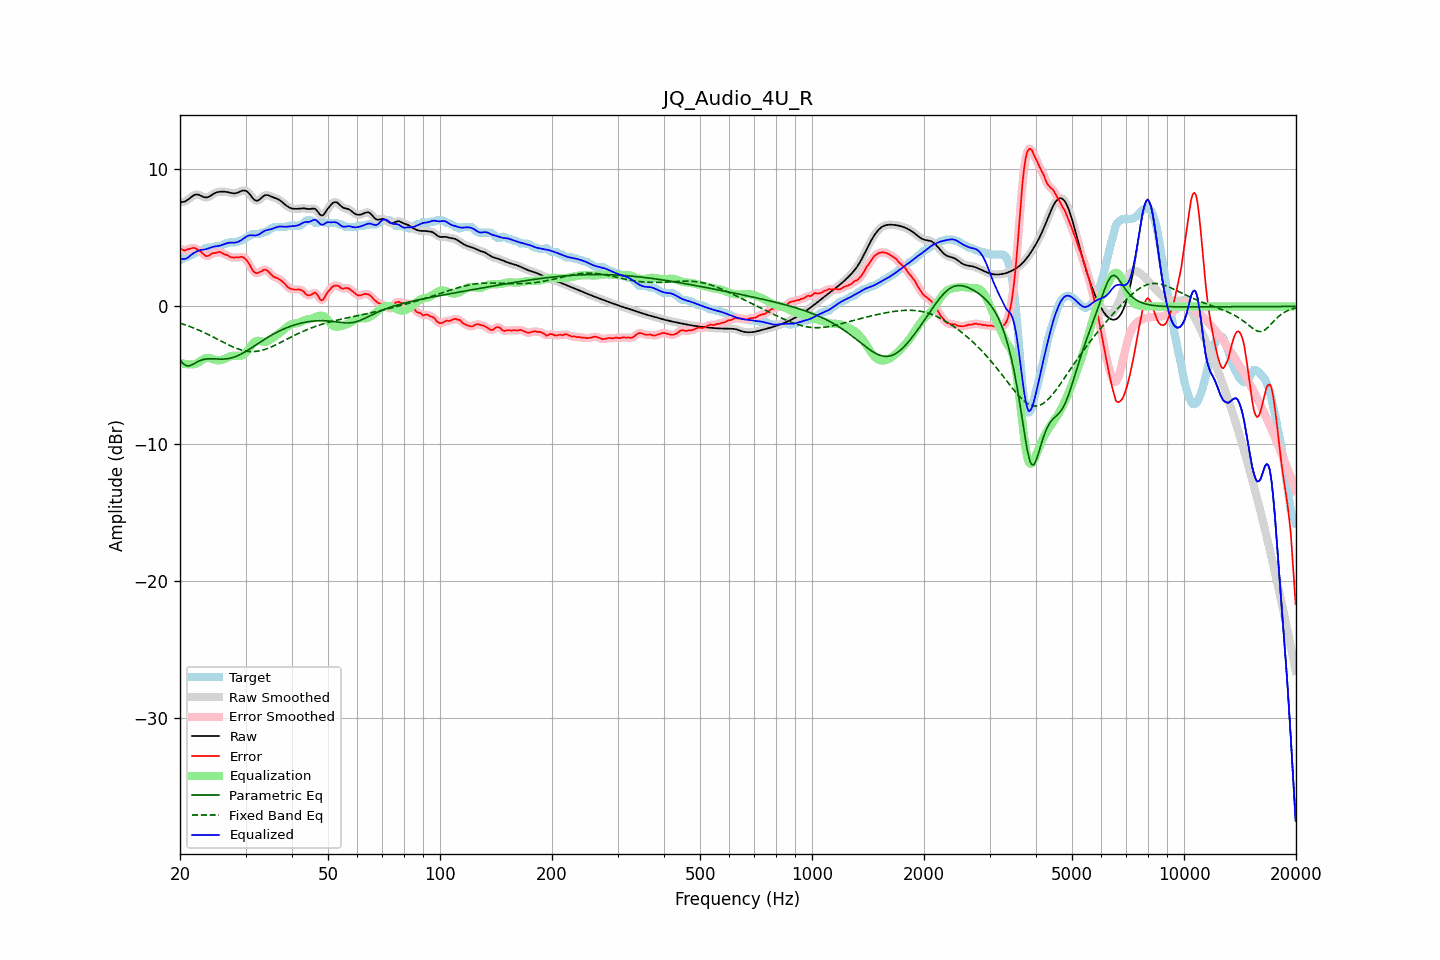 JQ_Audio_4U_R
Amplitude (dBr)
10
0
−10
−20
−30
Target
Raw Smoothed
Error Smoothed
Raw
Error
Equalization
Parametric Eq
Fixed Band Eq
Equalized
20
50
100
200
500
1000
2000
5000
10000
20000
Frequency (Hz)